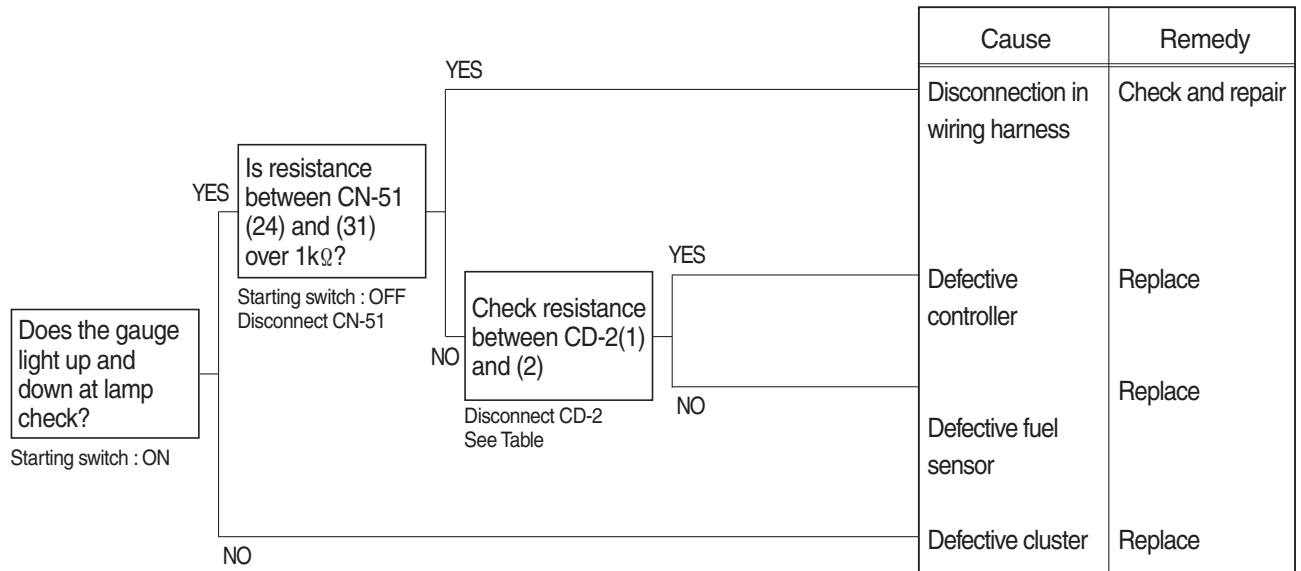 Cause
Remedy
YES
Disconnection in
wiring harness
Check and repair
YES
Is resistance
between CN-51
(24) and (31)
over 1kΩ?
Starting switch : OFF
Disconnect CN-51
YES
Defective
controller
Replace
NO
Check resistance
between CD-2(1)
and (2)
Disconnect CD-2
See Table
NO
Replace
Defective fuel
sensor
Does the gauge
light up and
down at lamp
check?
Starting switch : ON
NO
Defective cluster
Replace